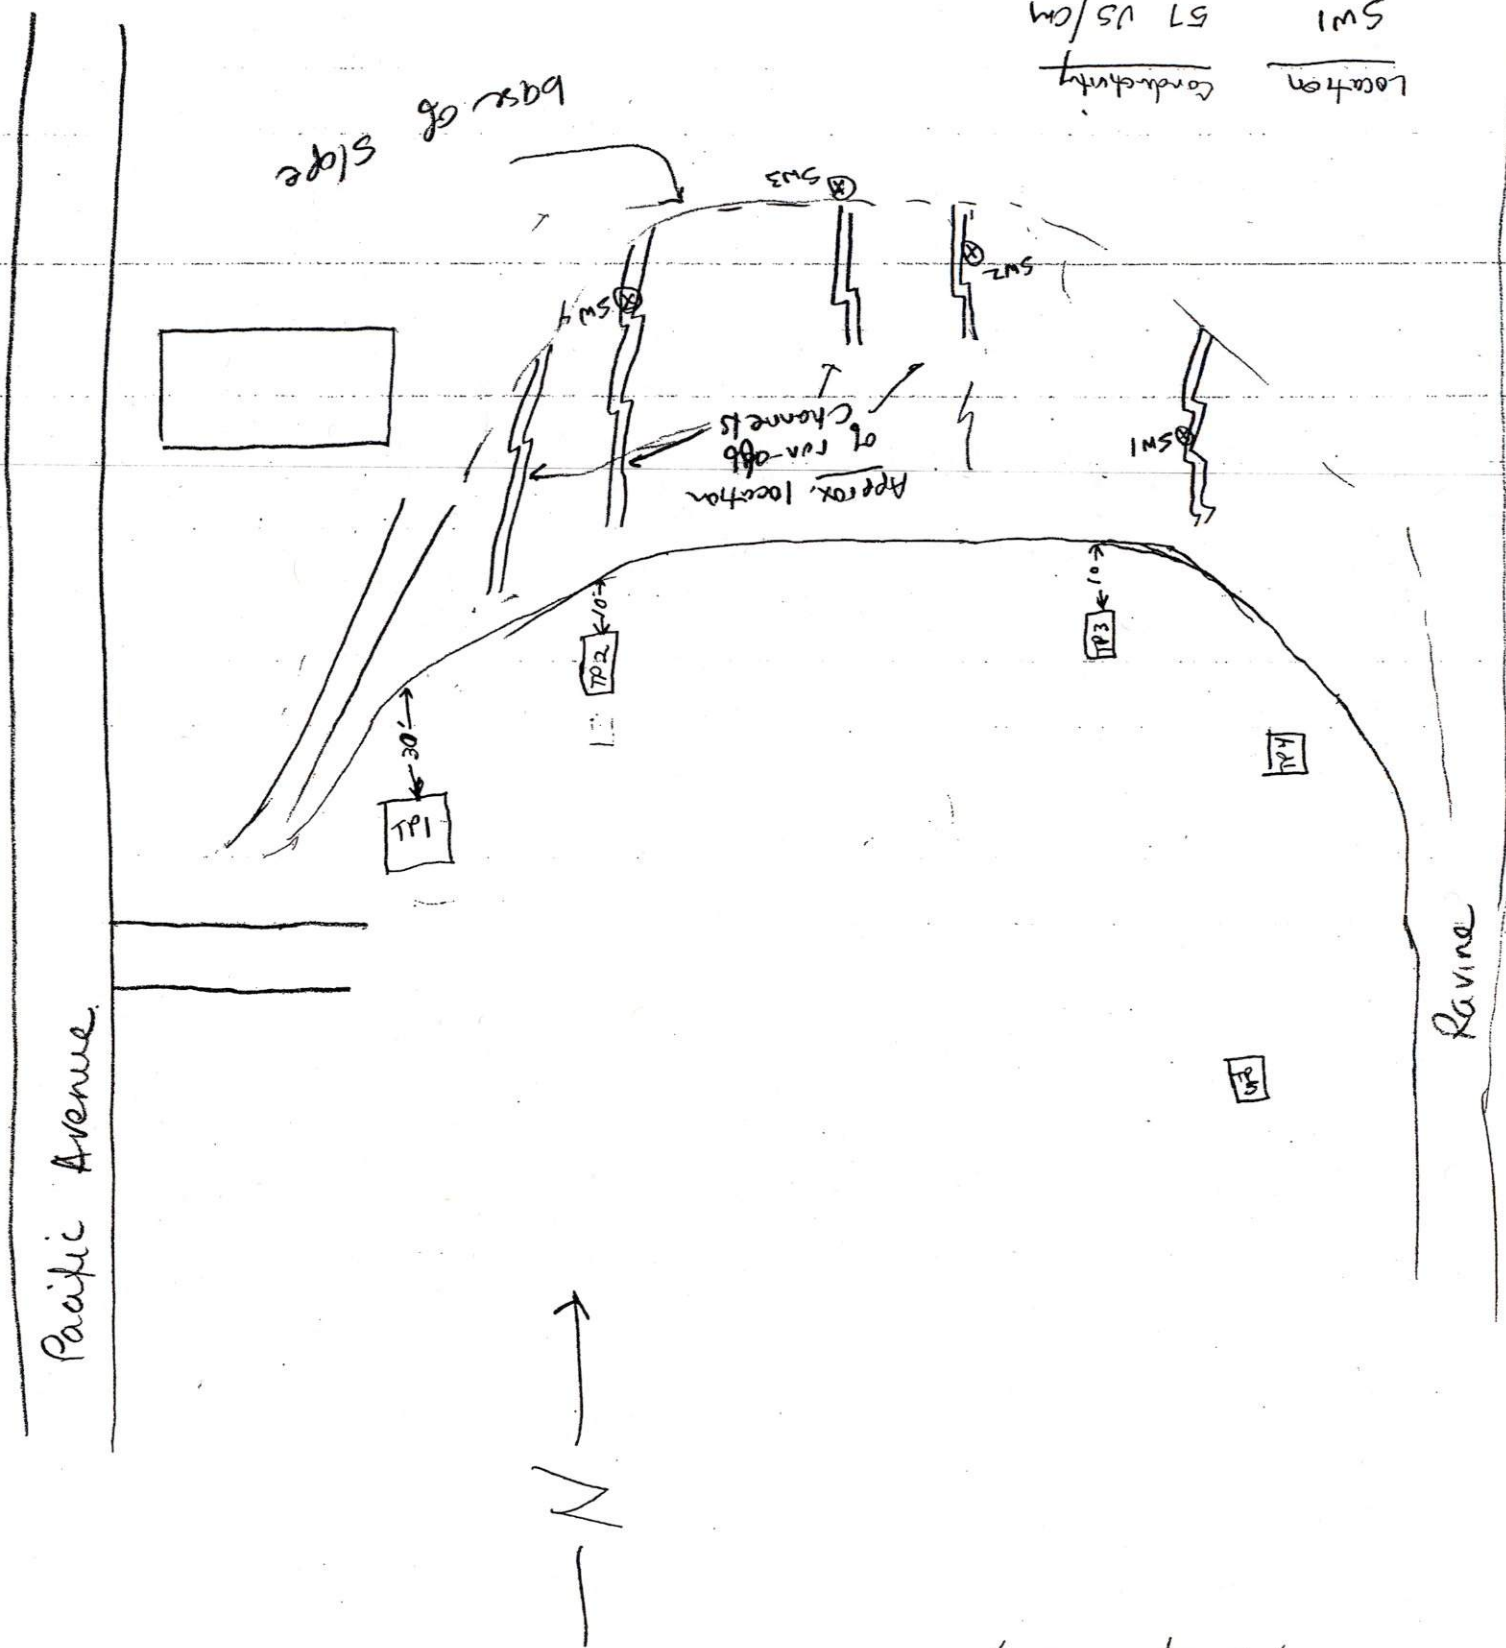 Location Conductivity
SW1 57 US/cm
base of
slope
SW3
SW2
SW4
SW1
Approx. location
of run-off
channels
10'
10'
TP3
TP2
30'
TP4
TP1
TP5
Pacific Avenue
Ravine
N